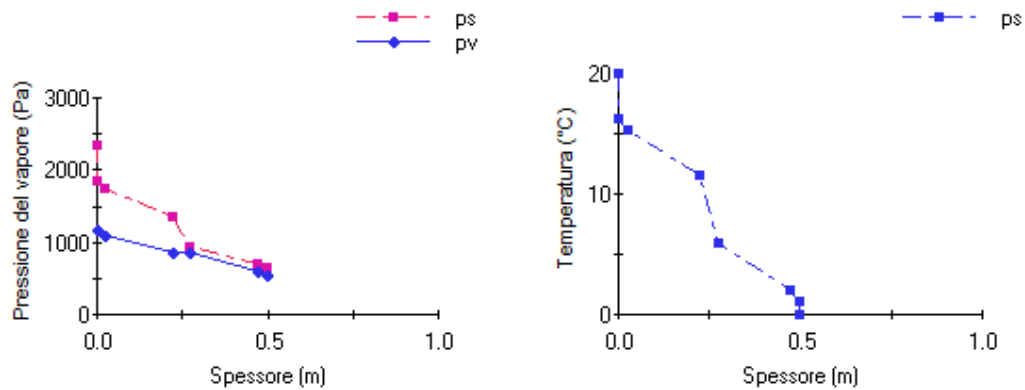 ps
pv
Pressione del vapore (Pa)
3000
2000
1000
0
0.0
0.5
1.0
Spessore (m)
ps
Temperatura (°C)
20
10
0
0.0
0.5
1.0
Spessore (m)